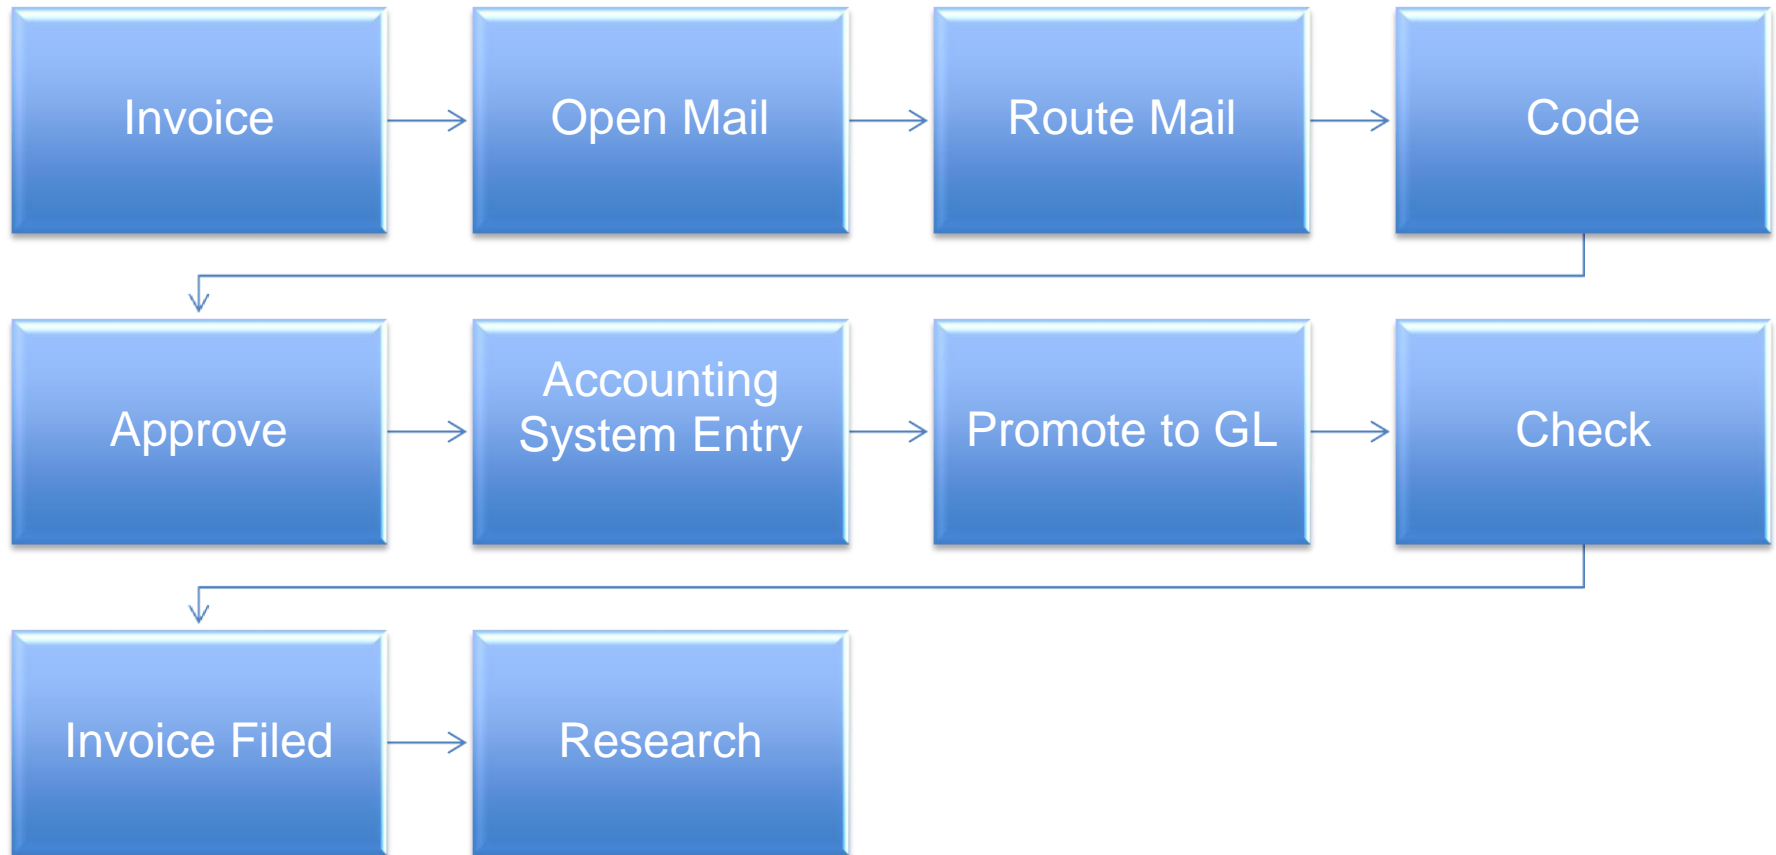 Invoice
Open Mail
Route Mail
Code
Approve
Accounting
System Entry
Promote to GL
Check
Invoice Filed
Research